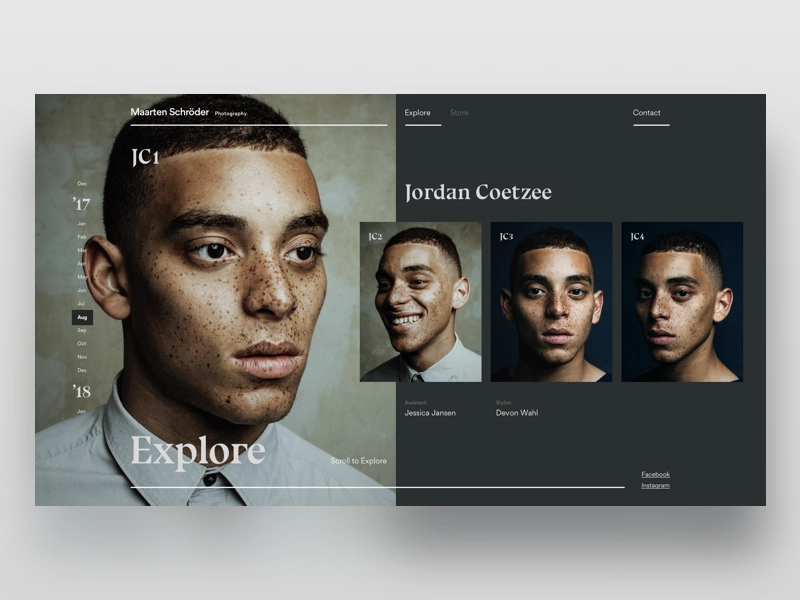 Maarten Schröder Photography.
Explore Store Contact
JC1
Jordan Coetzee
Dec
'17
Jan
Feb
Mar
Apr
May
Jun
Jul
Aug
Sep
Oct
Nov
Dec
'18
Jan
JC2
JC3
JC4
Assistant:
Jessica Jansen
Stylist:
Devon Wahl
Explore
Scroll to Explore
Facebook
Instagram